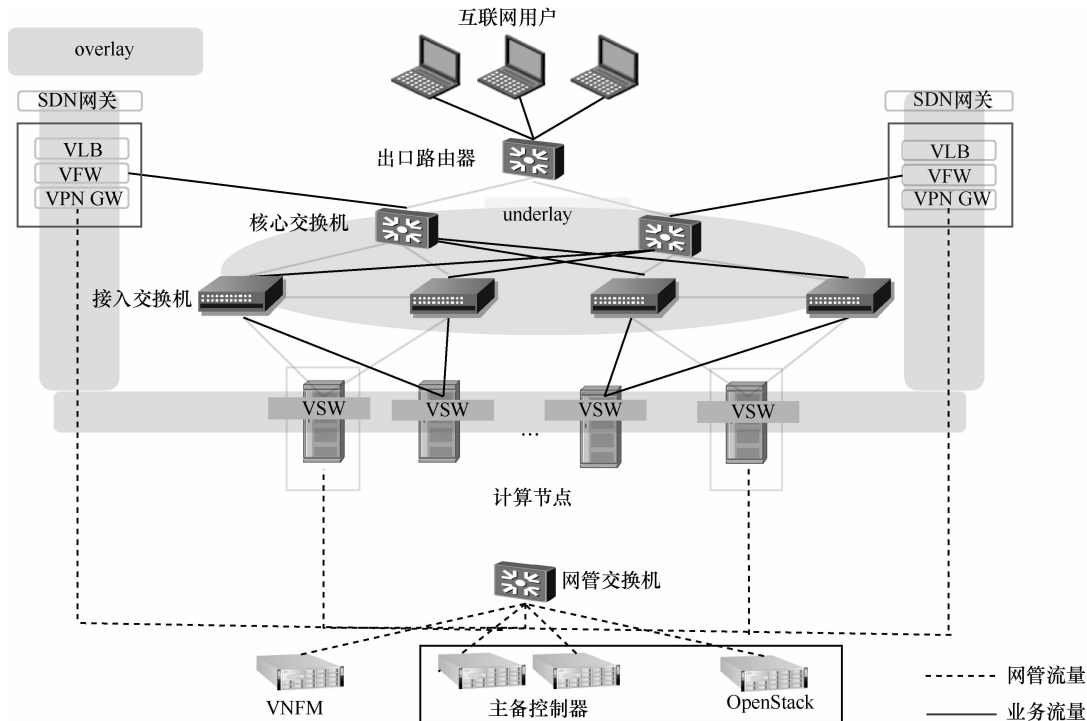 互联网用户
overlay
SDN网关
SDN网关
VLB
VFW
VPN GW
出口路由器
VLB
VFW
VPN GW
核心交换机
underlay
接入交换机
VSW
VSW
VSW
VSW
...
计算节点
网管交换机
VNFM
主备控制器
OpenStack
网管流量
业务流量